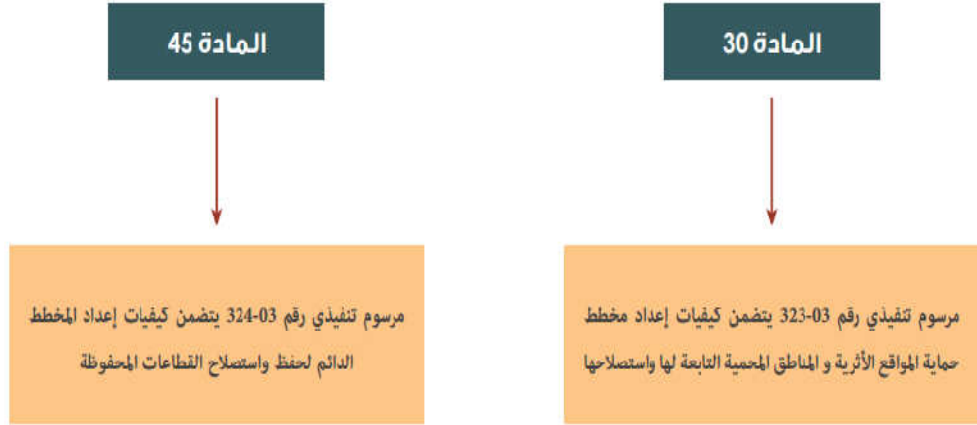 المادة 30
مرسوم تنفيذي رقم 03-323 يتضمن كيفيات إعداد مخطط
حماية المواقع الأثرية و المناطق المحمية التابعة لها واستصلاحها
المادة 45
مرسوم تنفيذي رقم 03-324 يتضمن كيفيات إعداد المخطط
الدائم لحفظ واستصلاح القطاعات المحفوظة